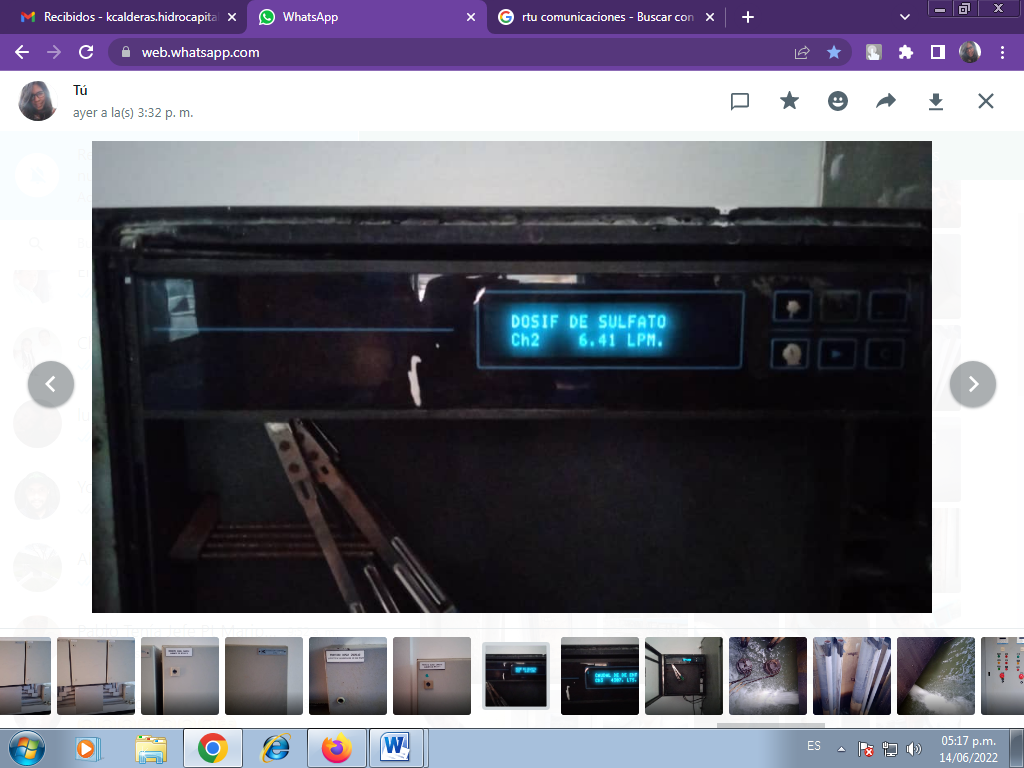 Recibidos - kcalderas.hidrocapita
WhatsApp
rtu comunicaciones - Buscar con
web.whatsapp.com
Tú
ayer a la(s) 3:32 p. m.
DOSIF DE SULFATO
Ch2 6.41 LPM.
ES
05:17 p.m.
14/06/2022